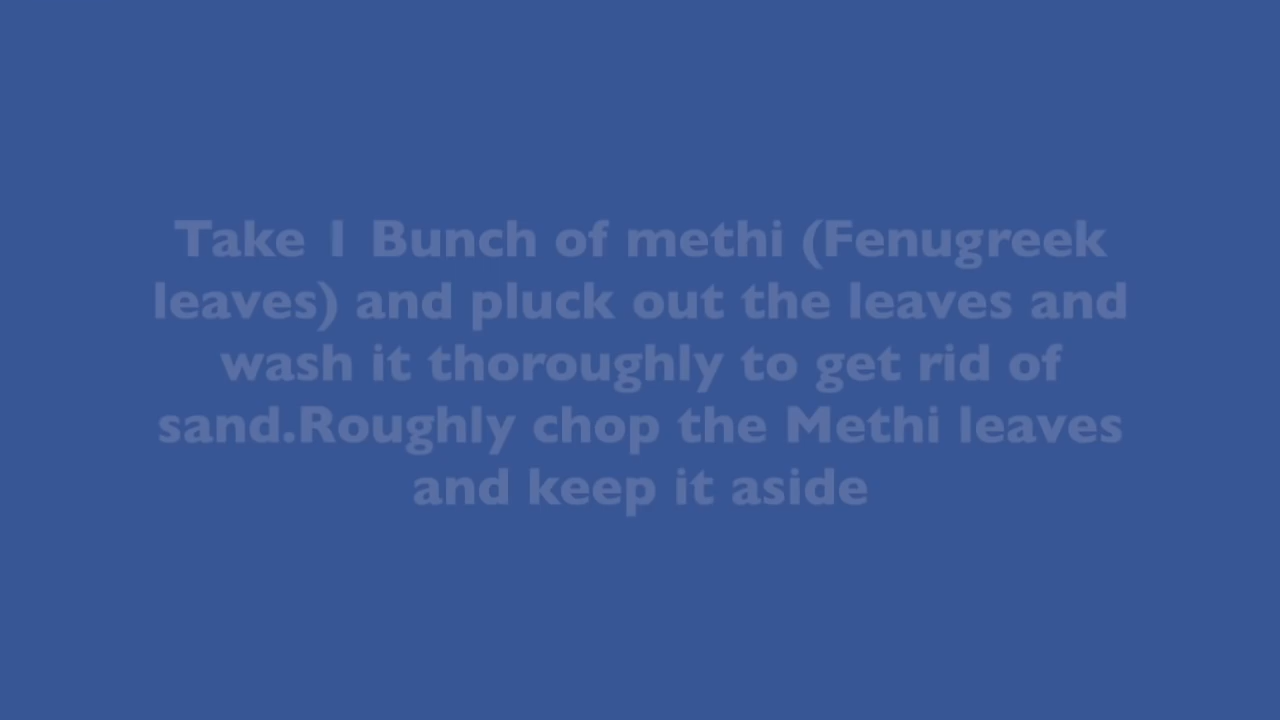 Take 1 Bunch of methi (Fenugreek
leaves) and pluck out the leaves and
wash it thoroughly to get rid of
sand.Roughly chop the Methi leaves
and keep it aside